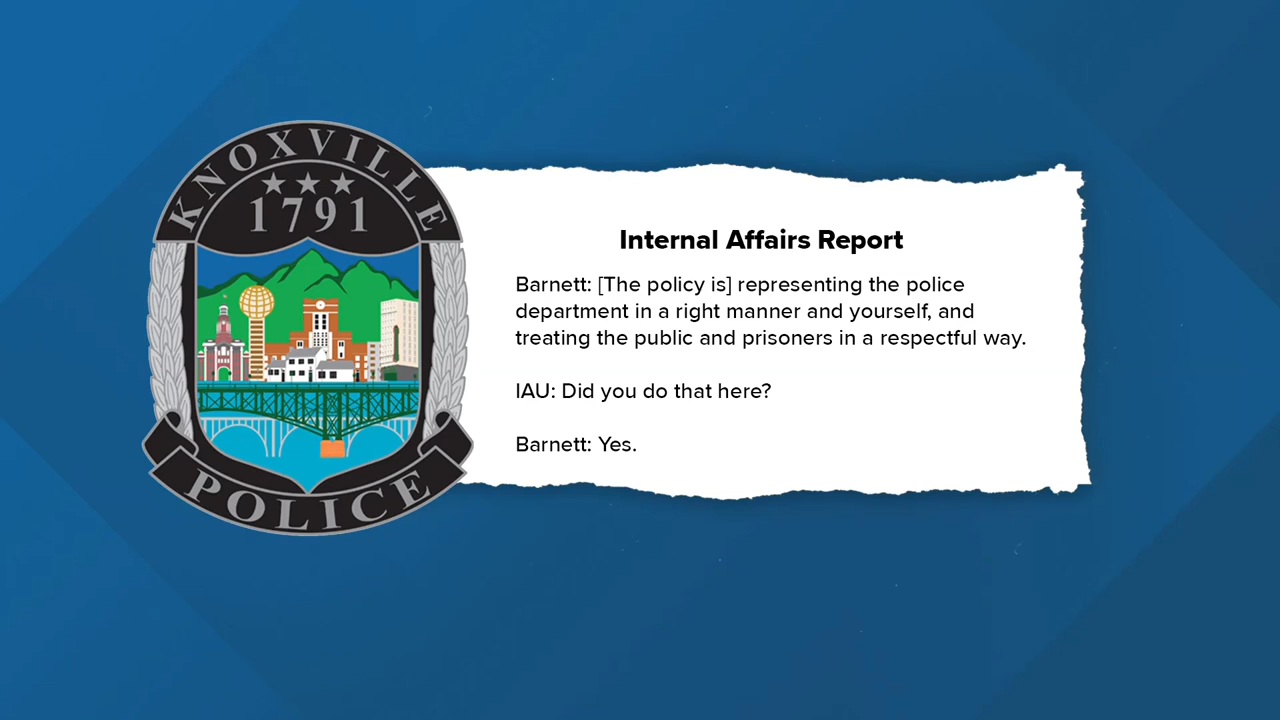 KNOXVILLE
1791
POLICE
Internal Affairs Report
Barnett: [The policy is] representing the police
department in a right manner and yourself, and
treating the public and prisoners in a respectful way.
IAU: Did you do that here?
Barnett: Yes.